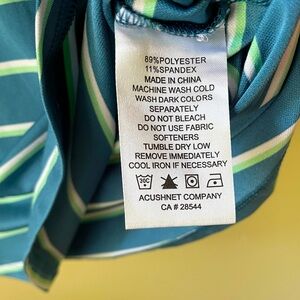 89%POLYESTER
11%SPANDEX
MADE IN CHINA
MACHINE WASH COLD
WASH DARK COLORS
SEPARATELY
DO NOT BLEACH
DO NOT USE FABRIC
SOFTENERS
TUMBLE DRY LOW
REMOVE IMMEDIATELY
COOL IRON IF NECESSARY
30C
ACUSHNET COMPANY
CA # 28544